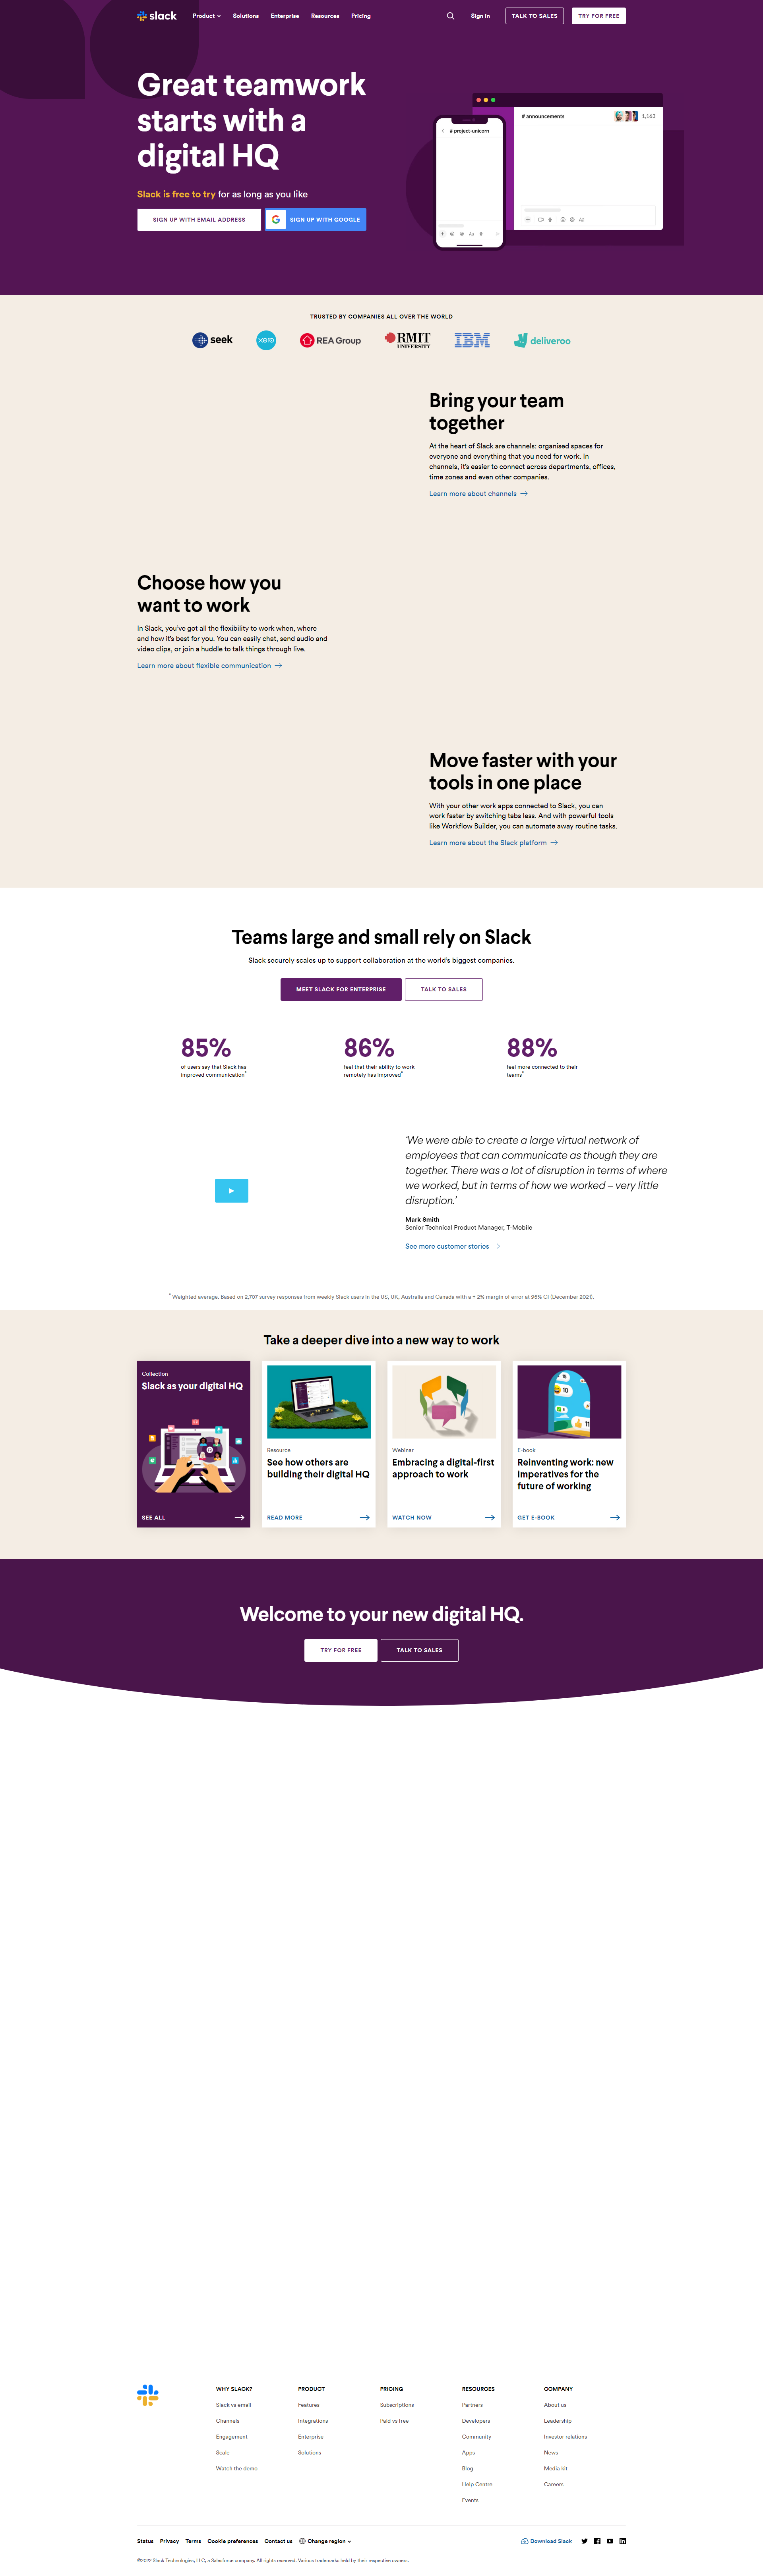 slack
Product
Solutions
Enterprise
Resources
Pricing
Sign in
TALK TO SALES
TRY FOR FREE
Great teamwork
starts with a
digital HQ
Slack is free to try for as long as you like
SIGN UP WITH EMAIL ADDRESS
SIGN UP WITH GOOGLE
# announcements
1,163
# project-unicorn
Aa
Aa
TRUSTED BY COMPANIES ALL OVER THE WORLD
seek
xero
REA Group
RMIT
UNIVERSITY
IBM
deliveroo
Bring your team
together
At the heart of Slack are channels: organised spaces for
everyone and everything that you need for work. In
channels, it's easier to connect across departments, offices,
time zones and even other companies.
Learn more about channels
Choose how you
want to work
In Slack, you've got all the flexibility to work when, where
and how it's best for you. You can easily chat, send audio and
video clips, or join a huddle to talk things through live.
Learn more about flexible communication
Move faster with your
tools in one place
With your other work apps connected to Slack, you can
work faster by switching tabs less. And with powerful tools
like Workflow Builder, you can automate away routine tasks.
Learn more about the Slack platform
Teams large and small rely on Slack
Slack securely scales up to support collaboration at the world's biggest companies.
MEET SLACK FOR ENTERPRISE
TALK TO SALES
85%
of users say that Slack has
improved communication*
86%
feel that their ability to work
remotely has improved*
88%
feel more connected to their
teams*
'We were able to create a large virtual network of
employees that can communicate as though they are
together. There was a lot of disruption in terms of where
we worked, but in terms of how we worked – very little
disruption.'
Mark Smith
Senior Technical Product Manager, T-Mobile
See more customer stories
* Weighted average. Based on 2,707 survey responses from weekly Slack users in the US, UK, Australia and Canada with a ± 2% margin of error at 95% CI (December 2021).
Take a deeper dive into a new way to work
Collection
Slack as your digital HQ
SEE ALL
Resource
See how others are
building their digital HQ
READ MORE
Webinar
Embracing a digital-first
approach to work
WATCH NOW
15
10
8
11
E-book
Reinventing work: new
imperatives for the
future of working
GET E-BOOK
Welcome to your new digital HQ.
TRY FOR FREE
TALK TO SALES
WHY SLACK?
Slack vs email
Channels
Engagement
Scale
Watch the demo
PRODUCT
Features
Integrations
Enterprise
Solutions
PRICING
Subscriptions
Paid vs free
RESOURCES
Partners
Developers
Community
Apps
Blog
Help Centre
Events
COMPANY
About us
Leadership
Investor relations
News
Media kit
Careers
Status
Privacy
Terms
Cookie preferences
Contact us
Change region
Download Slack
©2022 Slack Technologies, LLC, a Salesforce company. All rights reserved. Various trademarks held by their respective owners.